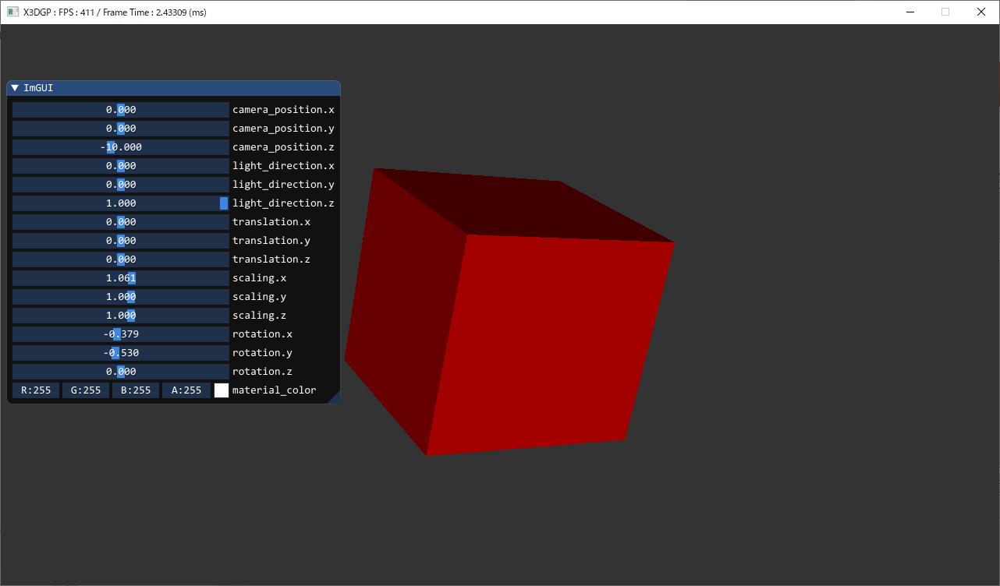 X3DGP : FPS : 411 / Frame Time : 2.43309 (ms)
ImGUI
0.000 camera_position.x
0.000 camera_position.y
-10.000 camera_position.z
0.000 light_direction.x
0.000 light_direction.y
1.000 light_direction.z
0.000 translation.x
0.000 translation.y
0.000 translation.z
1.061 scaling.x
1.000 scaling.y
1.000 scaling.z
-0.379 rotation.x
-0.530 rotation.y
0.000 rotation.z
R:255 G:255 B:255 A:255 material_color